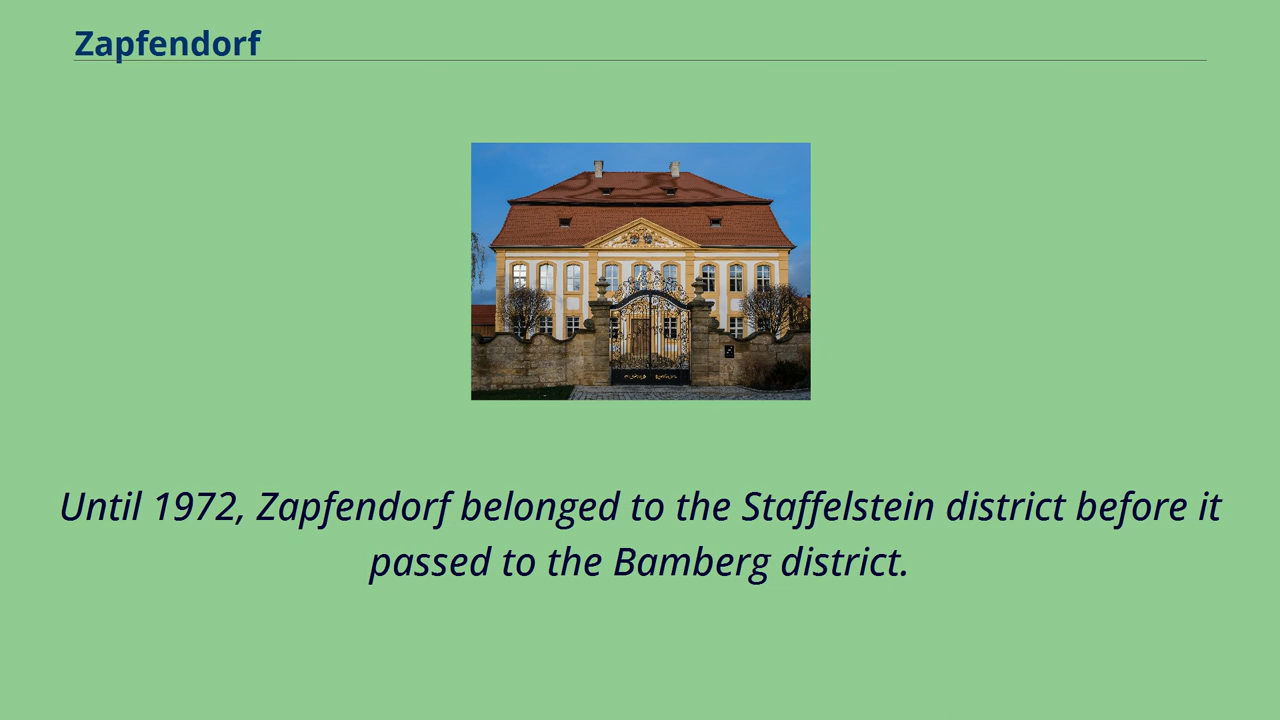 Zapfendorf
Until 1972, Zapfendorf belonged to the Staffelstein district before it
passed to the Bamberg district.